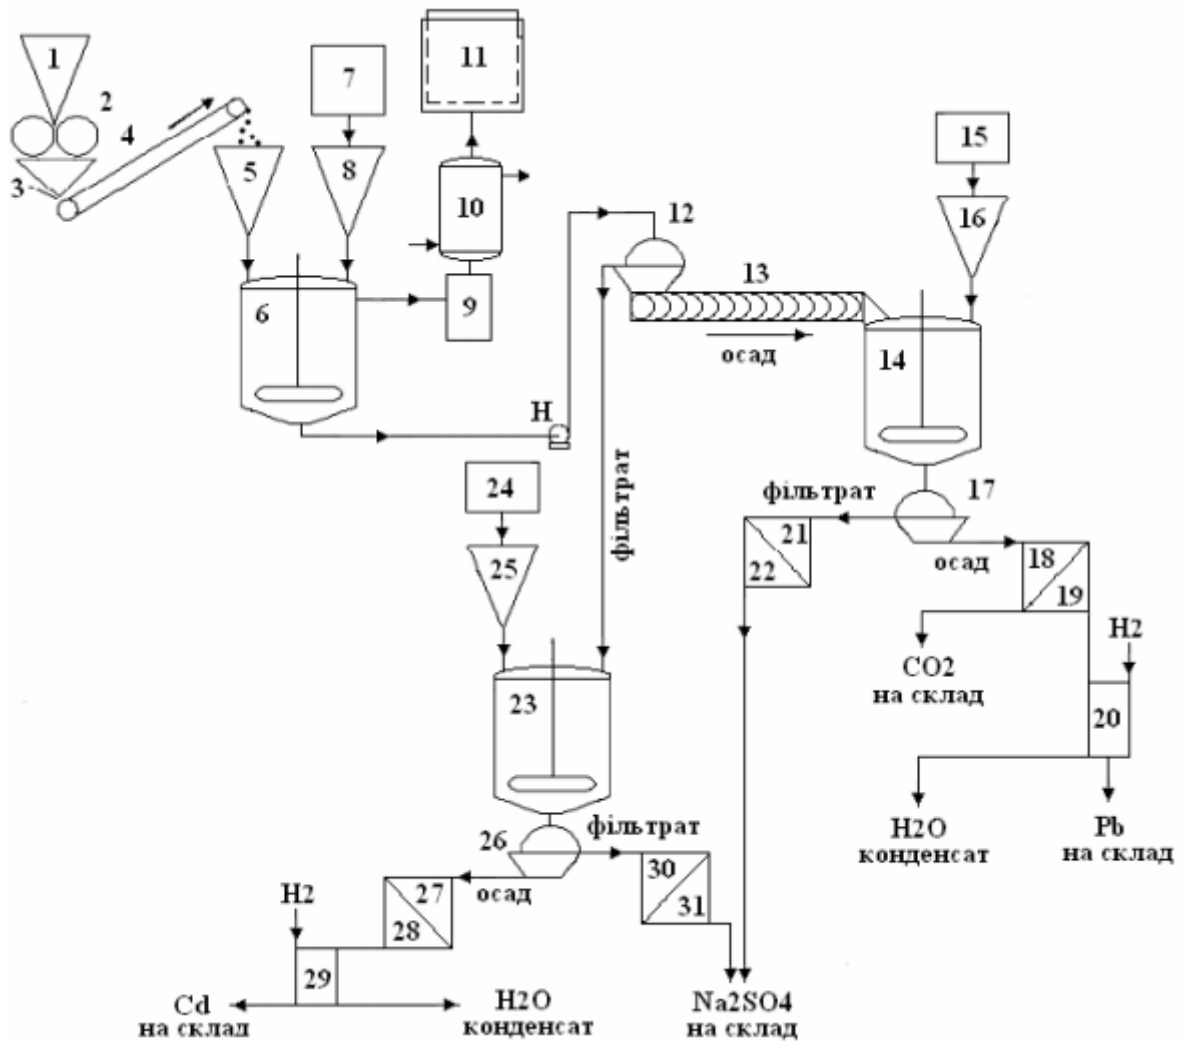 1
2
3
4
5
6
7
8
9
10
11
12
13
осад
14
15
16
Н
фільтрат
17
фільтрат
осад
18
19
21
22
CO2
на склад
H2
20
H2O
конденсат
Pb
на склад
24
25
23
26
фільтрат
осад
27
28
30
31
H2
29
Cd
на склад
H2O
конденсат
Na2SO4
на склад